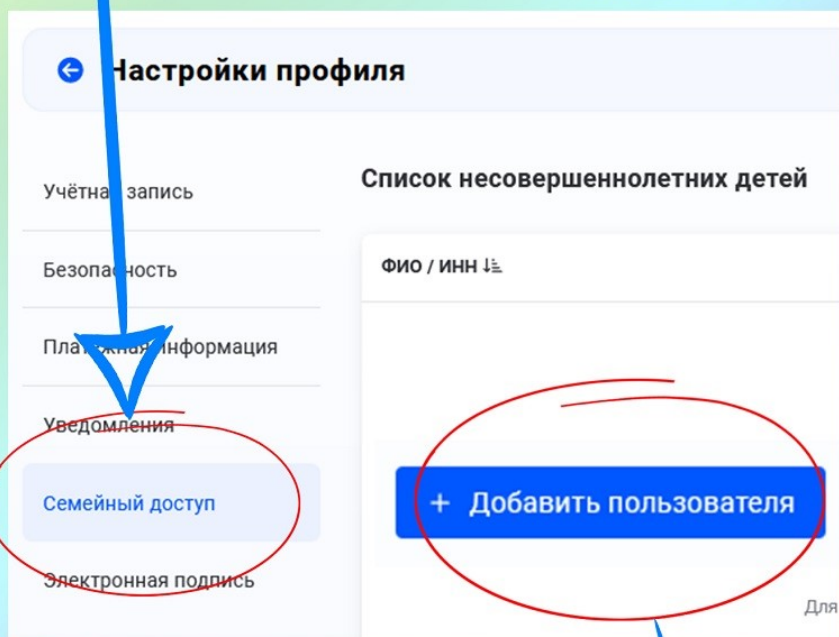 Настройки профиля
Список несовершеннолетних детей
Учётная запись
Безопасность
ФИО / ИНН
Платежная информация
Уведомления
Семейный доступ
+ Добавить пользователя
Электронная подпись
Для